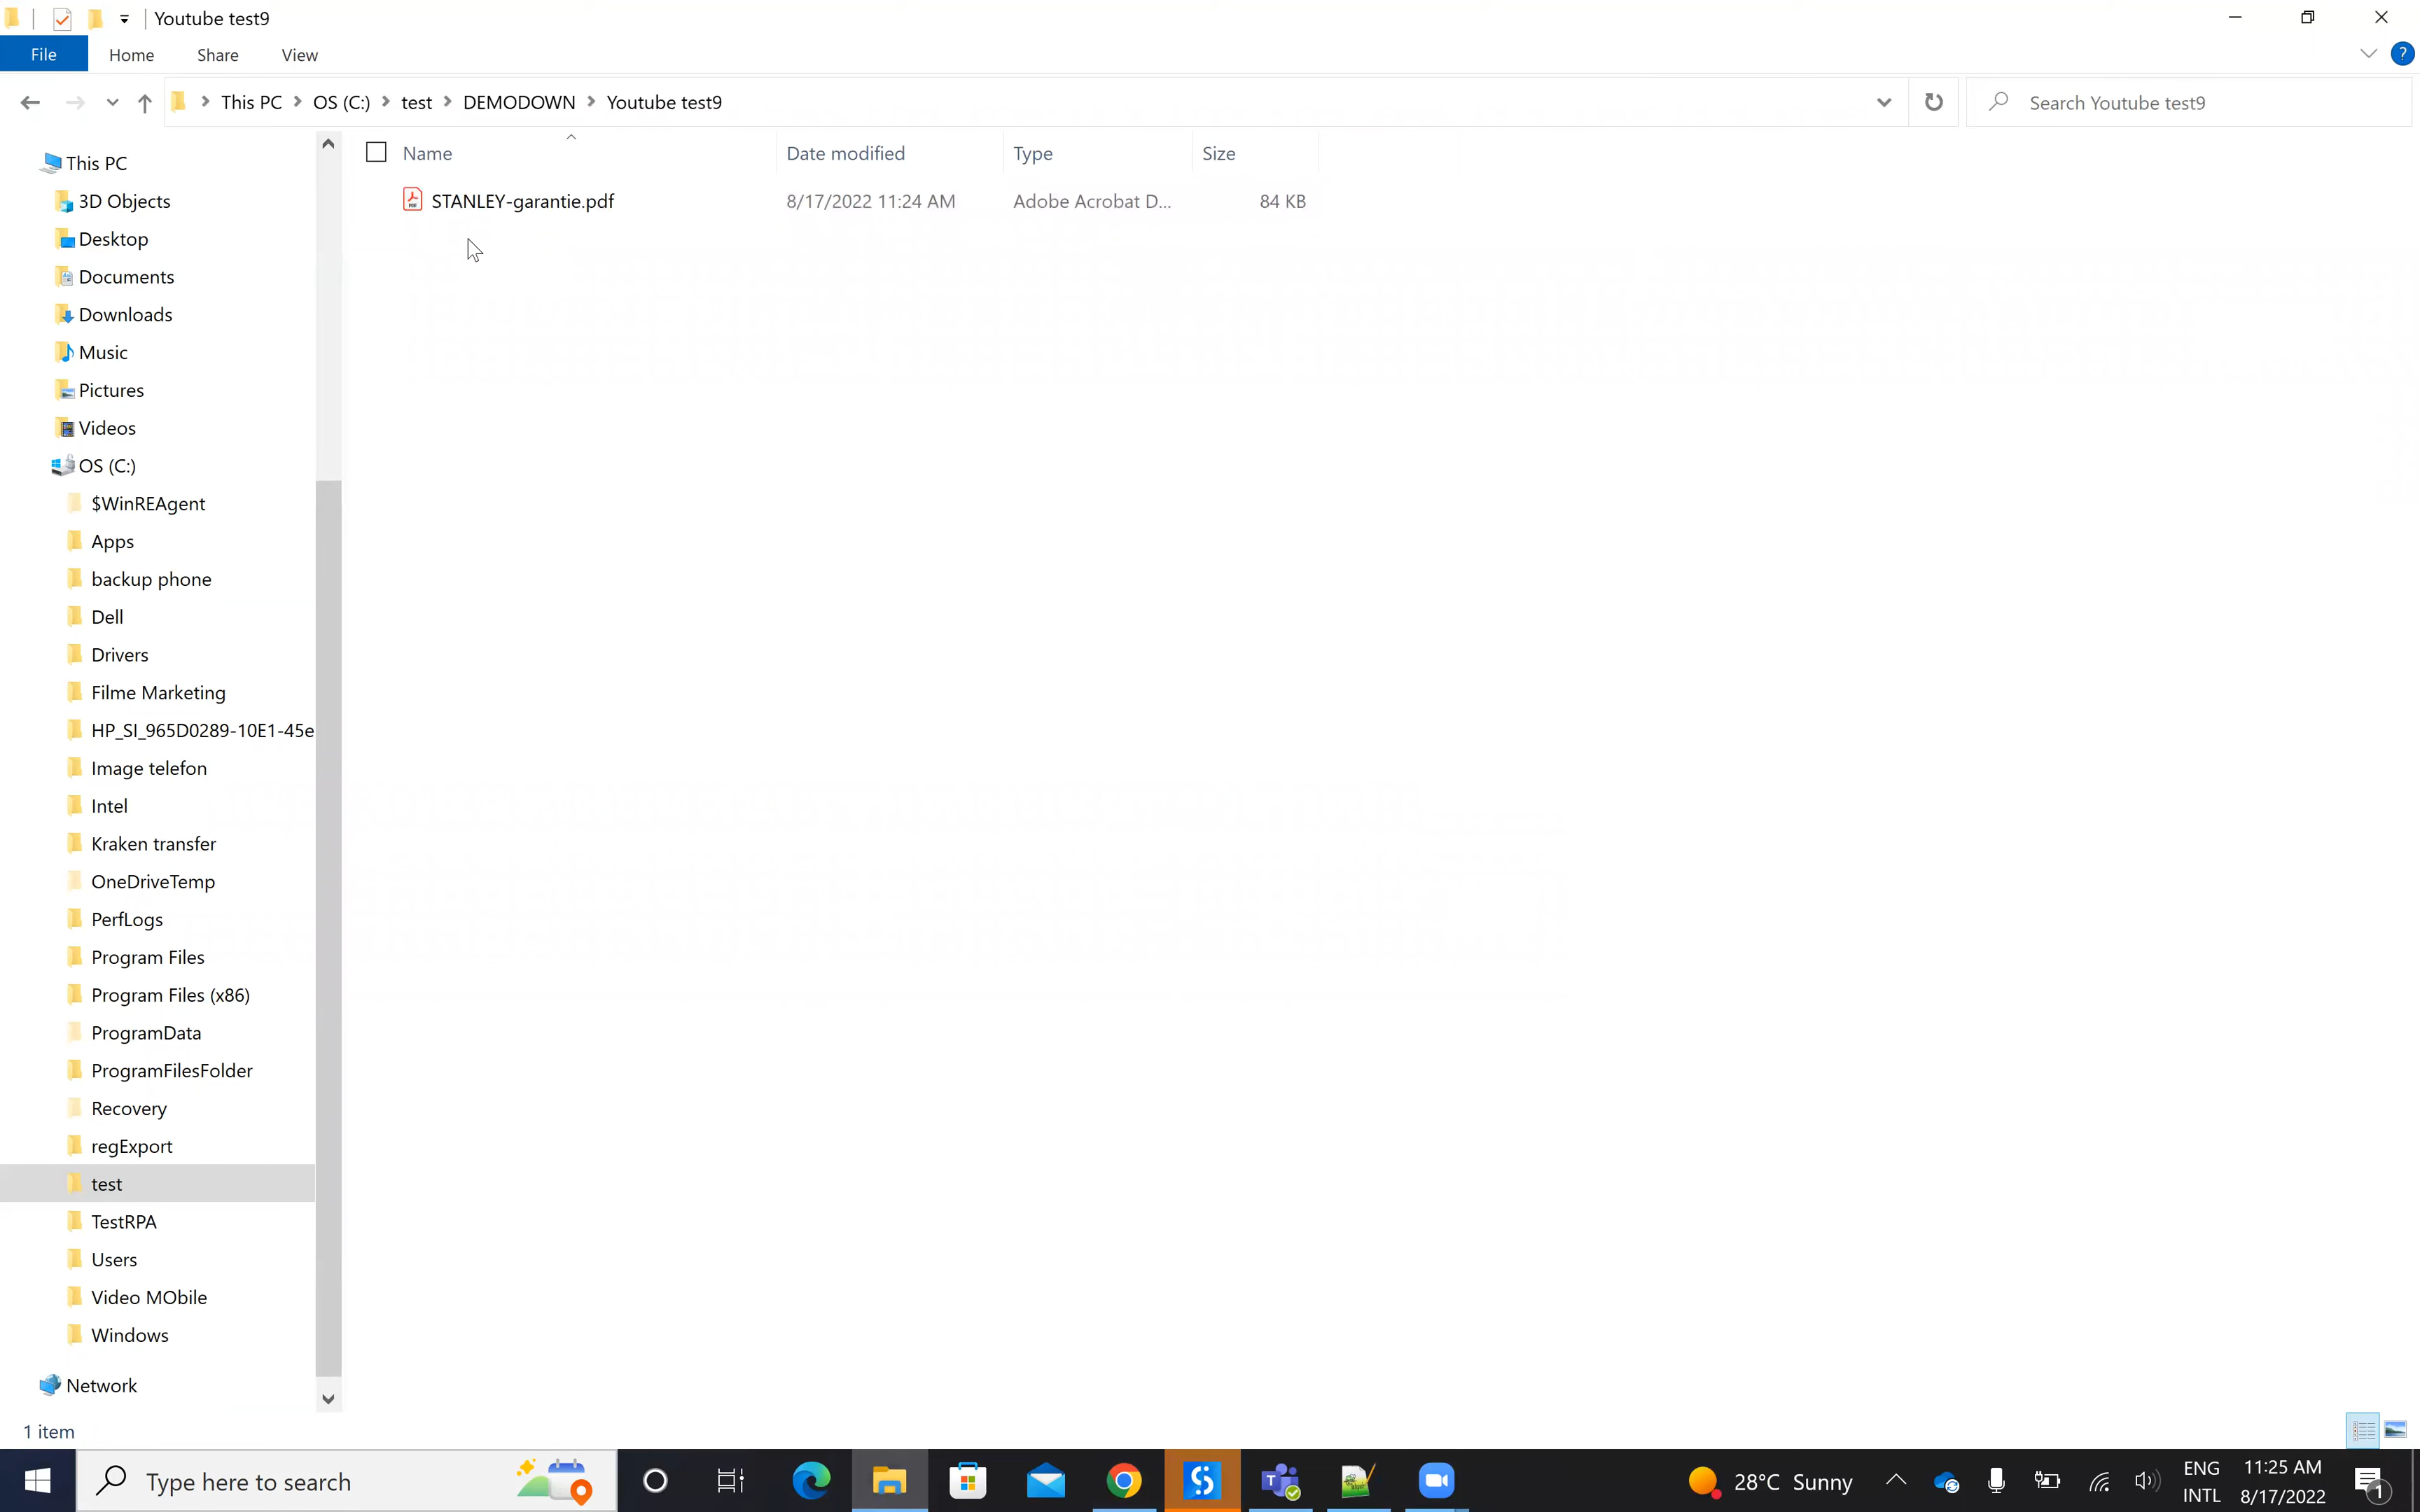 Youtube test9
File Home Share View
This PC OS (C:) test DEMODOWN Youtube test9
Search Youtube test9
Name Date modified Type Size
STANLEY-garantie.pdf 8/17/2022 11:24 AM Adobe Acrobat D... 84 KB
This PC
3D Objects
Desktop
Documents
Downloads
Music
Pictures
Videos
OS (C:)
$WinREAgent
Apps
backup phone
Dell
Drivers
Filme Marketing
HP_SI_965D0289-10E1-45e
Image telefon
Intel
Kraken transfer
OneDriveTemp
PerfLogs
Program Files
Program Files (x86)
ProgramData
ProgramFilesFolder
Recovery
regExport
test
TestRPA
Users
Video MObile
Windows
Network
1 item
Type here to search
28°C Sunny
ENG
INTL
11:25 AM
8/17/2022
1